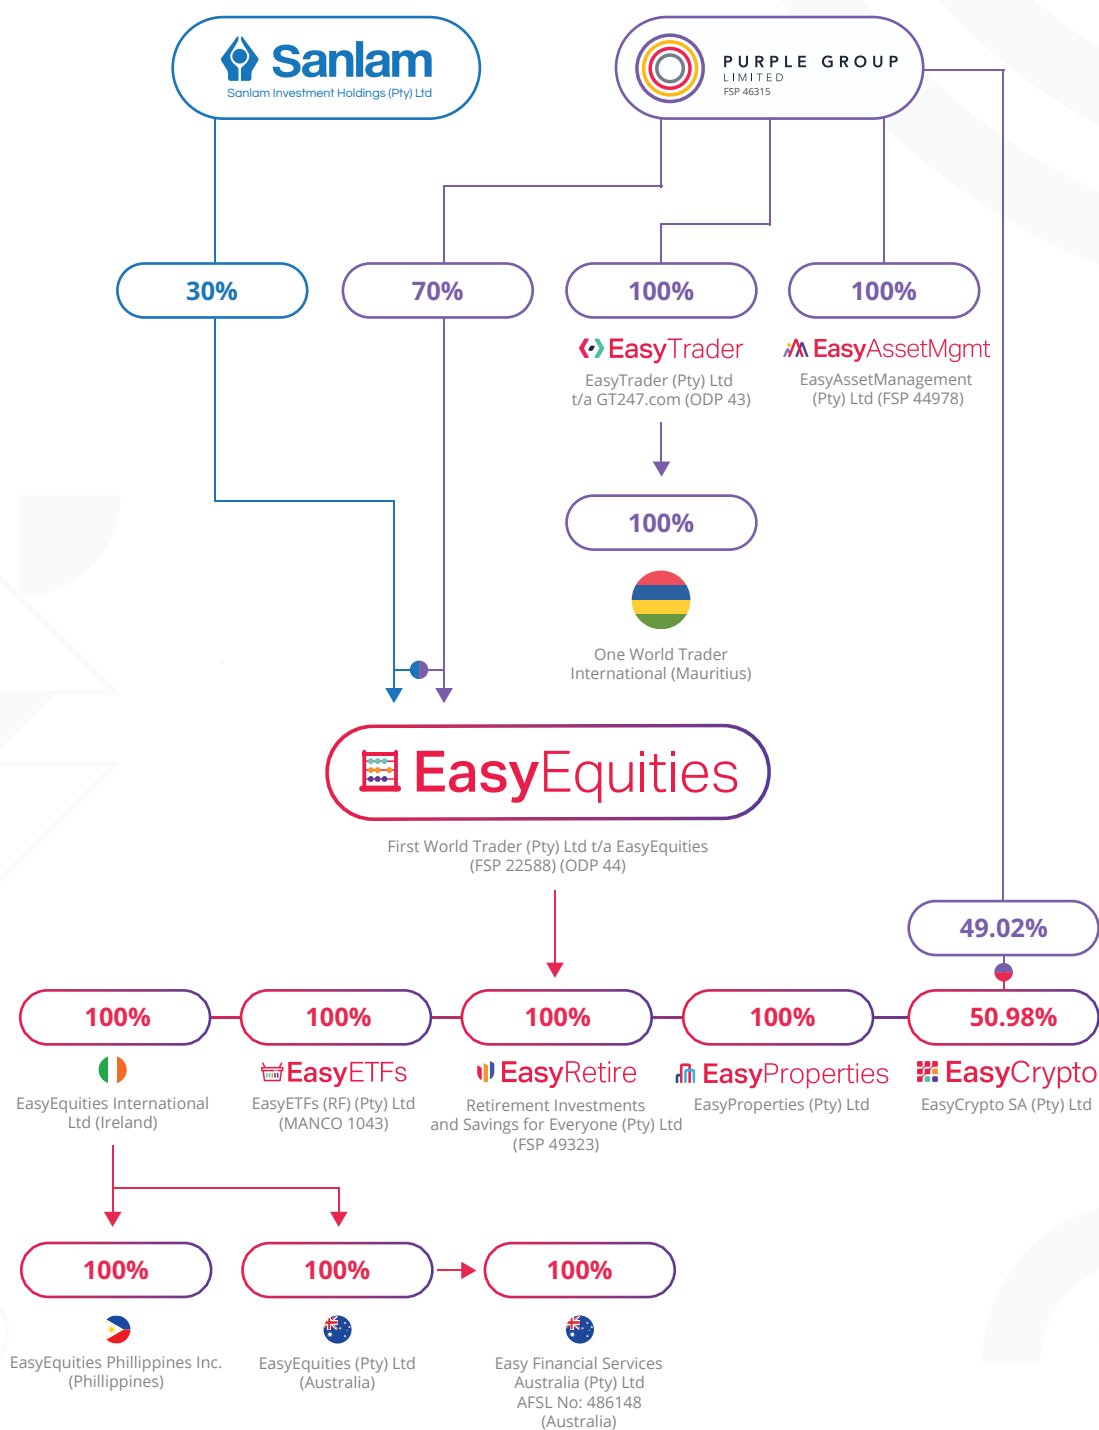 Sanlam
Sanlam Investment Holdings (Pty) Ltd
PURPLE GROUP
LIMITED
FSP 46315
30%
70%
100%
100%
EasyTrader
EasyTrader (Pty) Ltd
t/a GT247.com (ODP 43)
EasyAssetMgmt
EasyAssetManagement
(Pty) Ltd (FSP 44978)
100%
One World Trader
International (Mauritius)
EasyEquities
First World Trader (Pty) Ltd t/a EasyEquities
(FSP 22588) (ODP 44)
49.02%
100%
100%
100%
100%
50.98%
EasyEquities International
Ltd (Ireland)
EasyETFs
EasyETFs (RF) (Pty) Ltd
(MANCO 1043)
EasyRetire
Retirement Investments
and Savings for Everyone (Pty) Ltd
(FSP 49323)
EasyProperties
EasyProperties (Pty) Ltd
EasyCrypto
EasyCrypto SA (Pty) Ltd
100%
100%
100%
EasyEquities Phillippines Inc.
(Phillippines)
EasyEquities (Pty) Ltd
(Australia)
Easy Financial Services
Australia (Pty) Ltd
AFSL No: 486148
(Australia)